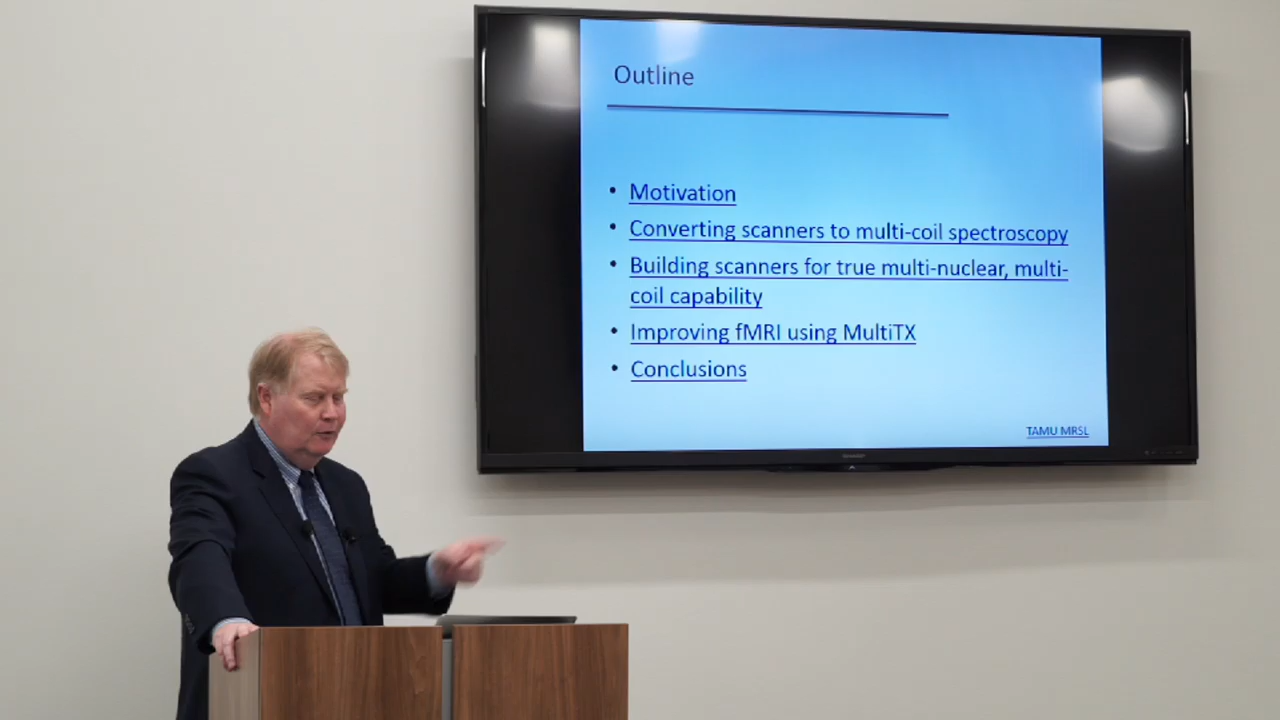 Outline
• Motivation
• Converting scanners to multi-coil spectroscopy
• Building scanners for true multi-nuclear, multi-
coil capability
• Improving fMRI using MultiTX
• Conclusions
TAMU MRSL
SHARP